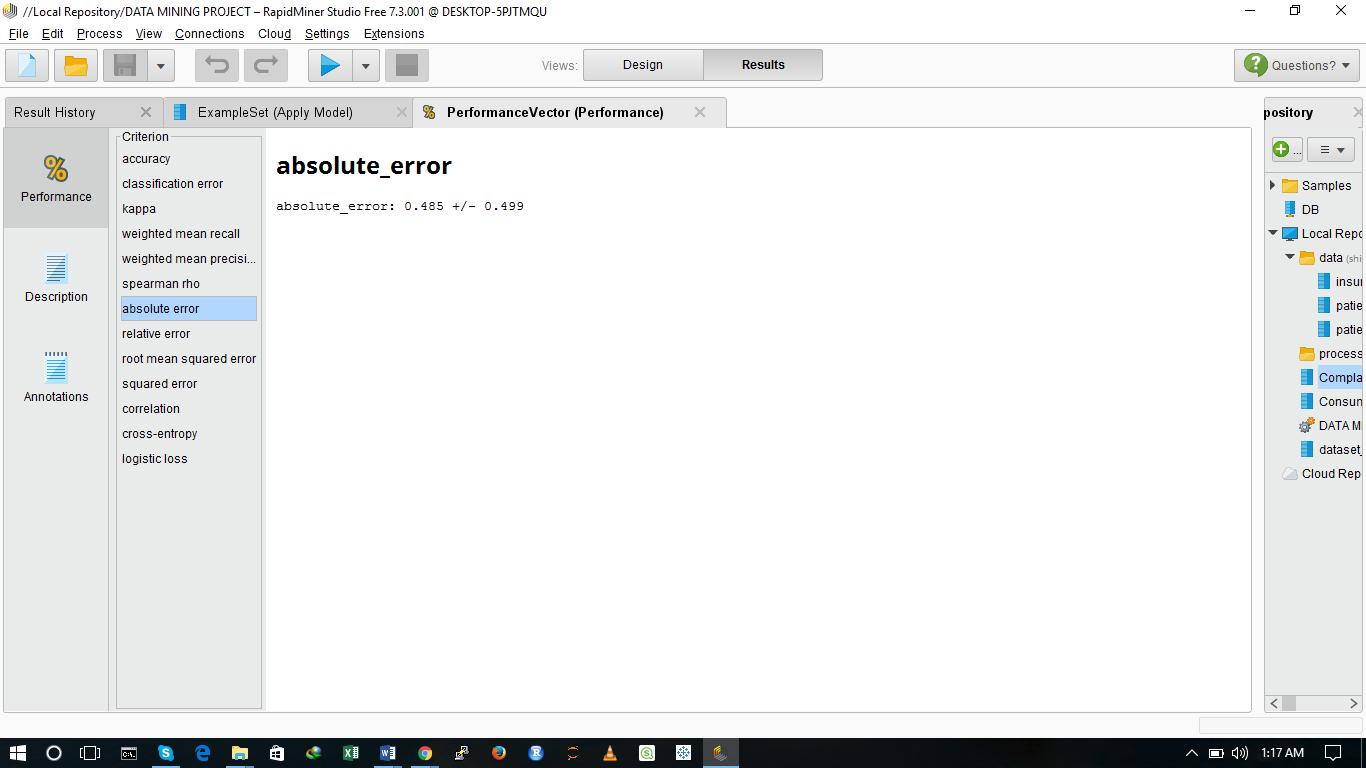 //Local Repository/DATA MINING PROJECT – RapidMiner Studio Free 7.3.001 @ DESKTOP-5PJTMQU
File Edit Process View Connections Cloud Settings Extensions
Views: Design Results Questions?
Result History ExampleSet (Apply Model) PerformanceVector (Performance) pository
Performance
Description
Annotations
Criterion
accuracy
classification error
kappa
weighted mean recall
weighted mean precisi...
spearman rho
absolute error
relative error
root mean squared error
squared error
correlation
cross-entropy
logistic loss
absolute_error
absolute_error: 0.485 +/- 0.499
...
Samples
DB
Local Repo
data (shi
insur
patie
patie
process
Compla
Consun
DATA M
dataset_
Cloud Rep
1:17 AM